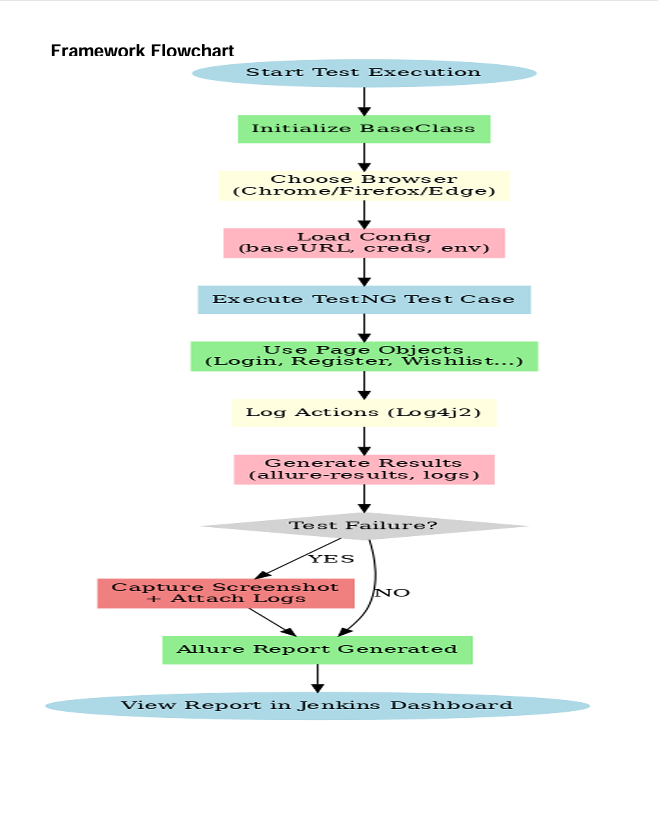 Framework Flowchart
Start Test Execution
Initialize BaseClass
Choose Browser
(Chrome/Firefox/Edge)
Load Config
(baseURL, creds, env)
Execute TestNG Test Case
Use Page Objects
(Login, Register, Wishlist...)
Log Actions (Log4j2)
Generate Results
(allure-results, logs)
Test Failure?
YES
Capture Screenshot
+ Attach Logs
NO
Allure Report Generated
View Report in Jenkins Dashboard